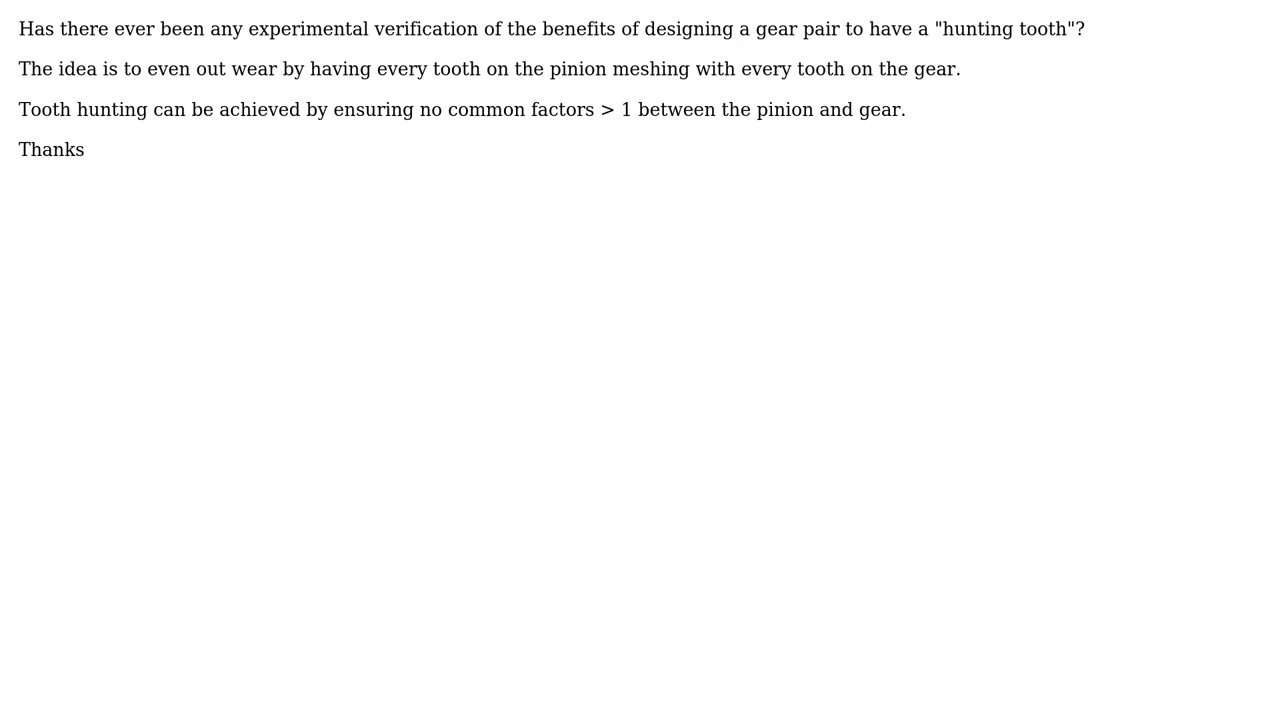 Has there ever been any experimental verification of the benefits of designing a gear pair to have a "hunting tooth"?
The idea is to even out wear by having every tooth on the pinion meshing with every tooth on the gear.
Tooth hunting can be achieved by ensuring no common factors > 1 between the pinion and gear.
Thanks